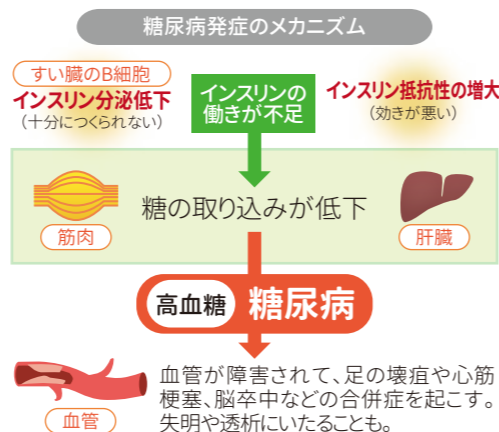 糖尿病発症のメカニズム
すい臓のB細胞
インスリン分泌低下
（十分につくられない）
インスリンの
働きが不足
インスリン抵抗性の増大
（効きが悪い）
糖の取り込みが低下
筋肉
肝臓
高血糖 糖尿病
血管が障害されて、足の壊疽や心筋
梗塞、脳卒中などの合併症を起こす。
失明や透析にいたることも。
血管